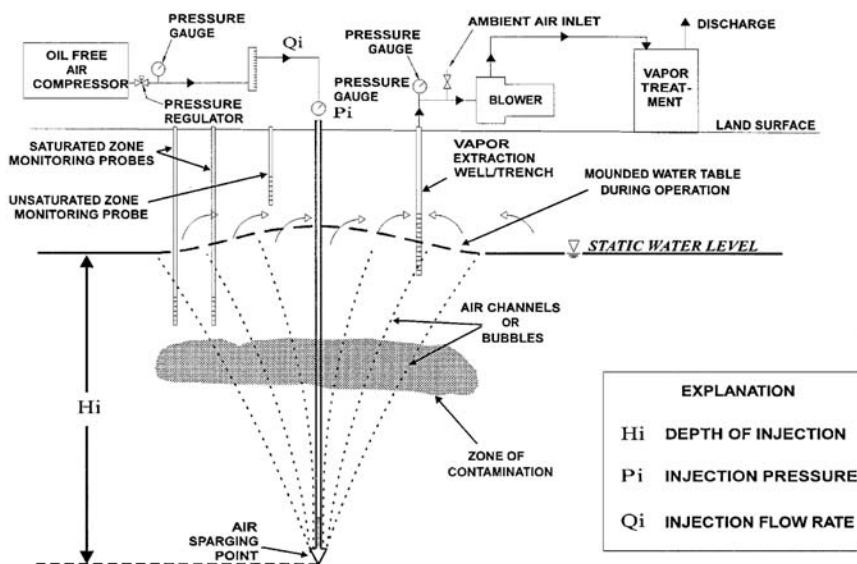 PRESSURE
GAUGE
OIL FREE
AIR
COMPRESSOR
PRESSURE
REGULATOR
Qi
PRESSURE
GAUGE
Pi
PRESSURE
GAUGE
AMBIENT AIR INLET
BLOWER
DISCHARGE
VAPOR
TREAT-
MENT
LAND SURFACE
SATURATED ZONE
MONITORING PROBES
UNSATURATED ZONE
MONITORING PROBE
VAPOR
EXTRACTION
WELL/TRENCH
MOUNDED WATER TABLE
DURING OPERATION
STATIC WATER LEVEL
AIR CHANNELS
OR
BUBBLES
Hi
ZONE OF
CONTAMINATION
AIR
SPARGING
POINT
EXPLANATION
Hi DEPTH OF INJECTION
Pi INJECTION PRESSURE
Qi INJECTION FLOW RATE